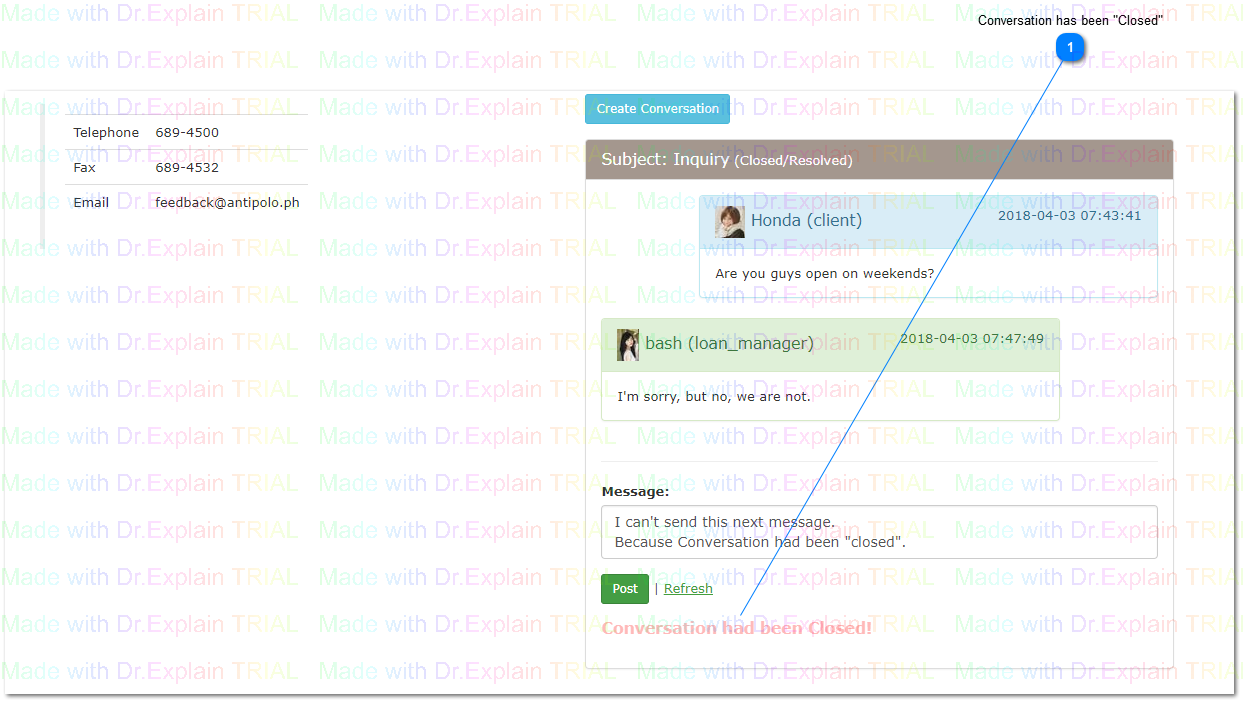 Conversation has been "Closed"
1
Create Conversation
Telephone 689-4500
Fax 689-4532
Email feedback@antipolo.ph
Subject: Inquiry (Closed/Resolved)
Honda (client) 2018-04-03 07:43:41
Are you guys open on weekends?
bash (loan_manager) 2018-04-03 07:47:49
I'm sorry, but no, we are not.
Message:
I can't send this next message.
Because Conversation had been "closed".
Post | Refresh
Conversation had been Closed!
Made with Dr.Explain TRIAL